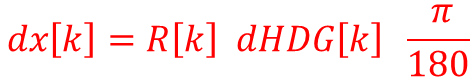 dx[k] = R[k] dHDG[k] π/180